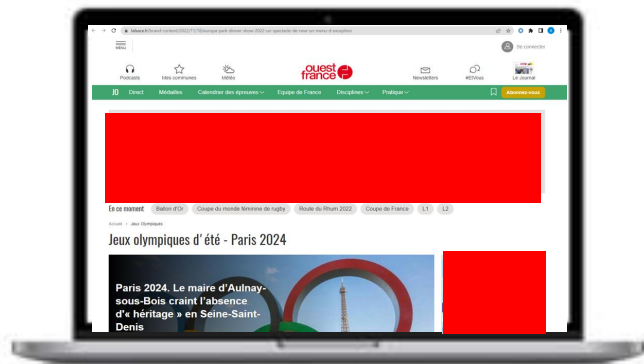 MENU
Se connecter
Podcasts Mes communes Météo ouest france Newsletters #EtVous Le Journal
JO Direct Médailles Calendrier des épreuves Equipe de France Disciplines Pratique Abonnez-vous
En ce moment Ballon d'Or Coupe du monde féminine de rugby Route du Rhum 2022 Coupe de France L1 L2
Accueil Jeux Olympiques
Jeux olympiques d'été - Paris 2024
Paris 2024. Le maire d'Aulnay-
sous-Bois craint l'absence
d'« héritage » en Seine-Saint-
Denis